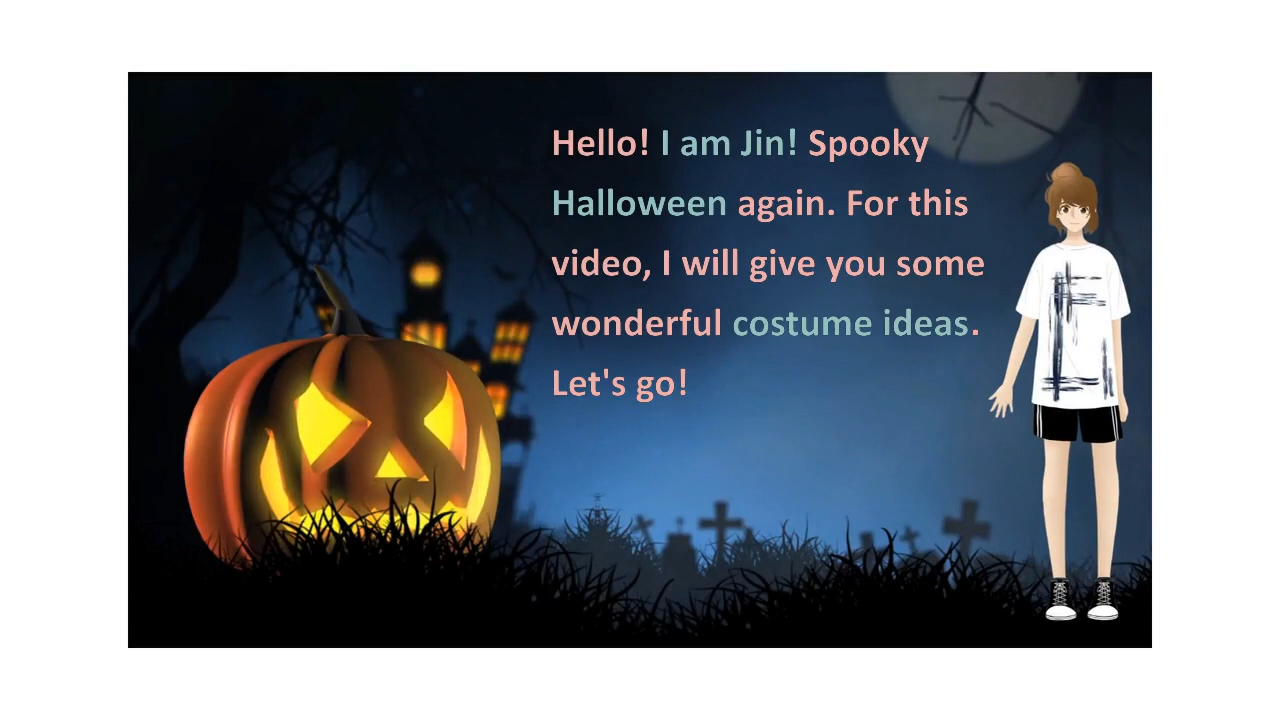 Hello! I am Jin! Spooky
Halloween again. For this
video, I will give you some
wonderful costume ideas.
Let's go!